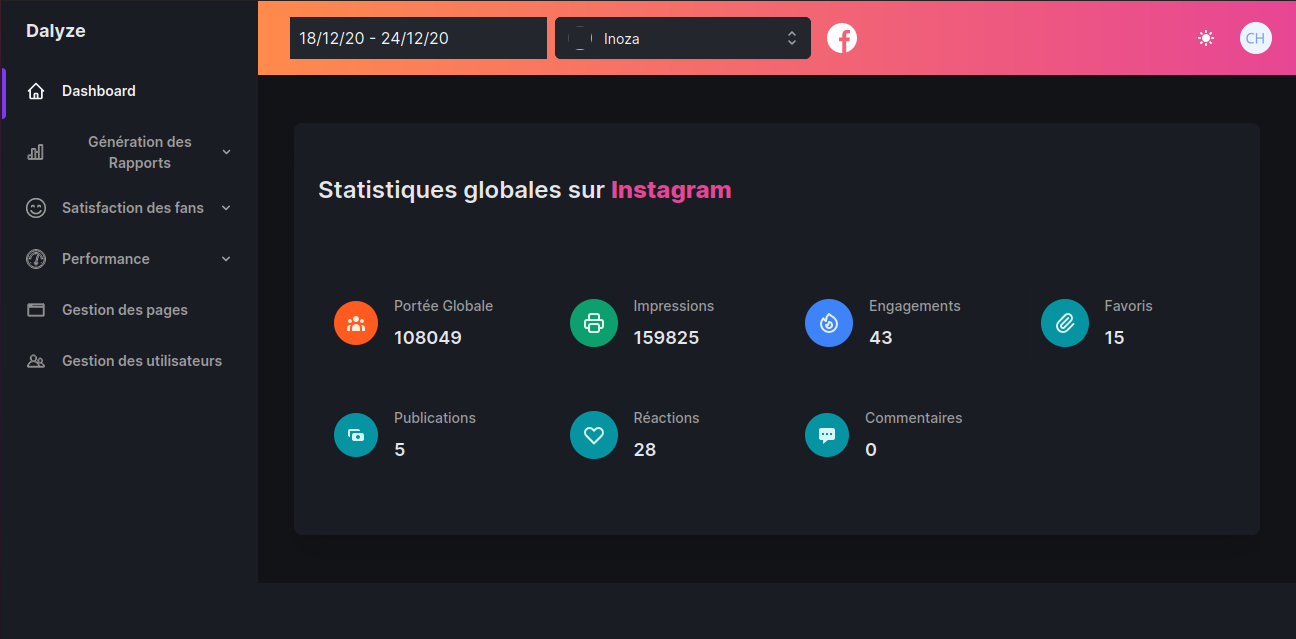 Dalyze
18/12/20 - 24/12/20
Inoza
CH
Dashboard
Génération des
Rapports
Satisfaction des fans
Performance
Gestion des pages
Gestion des utilisateurs
Statistiques globales sur Instagram
Portée Globale
108049
Impressions
159825
Engagements
43
Favoris
15
Publications
5
Réactions
28
Commentaires
0